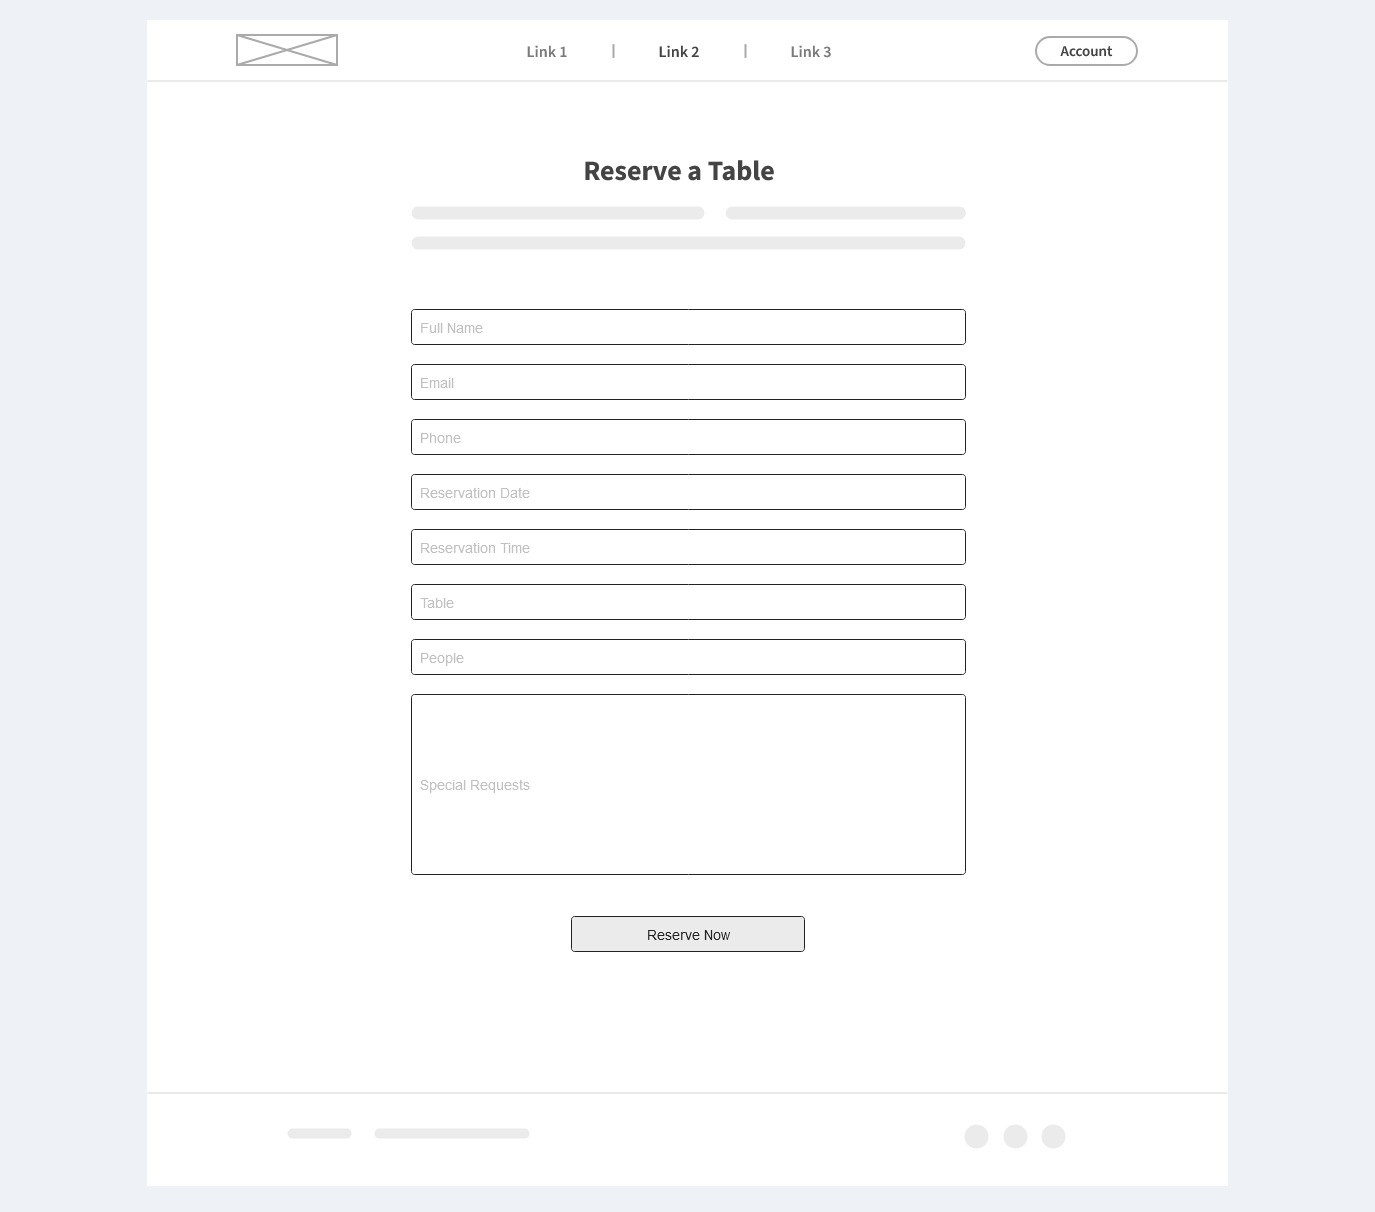 Link 1
Link 2
Link 3
Account
Reserve a Table
Full Name
Email
Phone
Reservation Date
Reservation Time
Table
People
Special Requests
Reserve Now